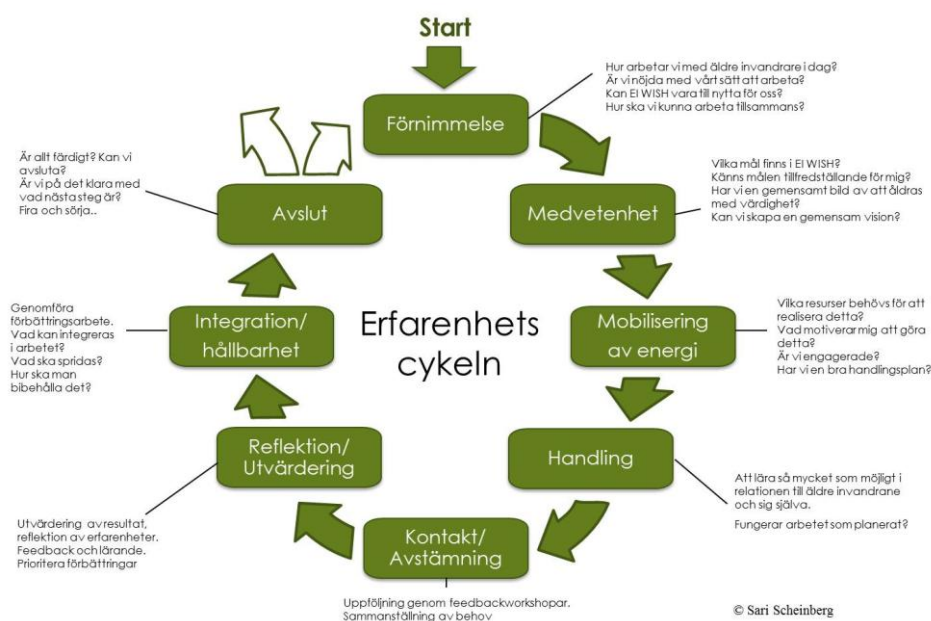 Start
Förnimmelse
Hur arbetar vi med äldre invandrare i dag?
Är vi nöjda med vårt sätt att arbeta?
Kan EI WISH vara till nytta för oss?
Hur ska vi kunna arbeta tillsammans?
Medvetenhet
Vilka mål finns i EI WISH?
Känns målen tillfredställande för mig?
Har vi en gemensamt bild av att åldras
med värdighet?
Kan vi skapa en gemensam vision?
Mobilisering
av energi
Vilka resurser behövs för att
realisera detta?
Vad motiverar mig att göra
detta?
Är vi engagerade?
Har vi en bra handlingsplan?
Handling
Att lära så mycket som möjligt i
relationen till äldre invandrane
och sig själva.
Fungerar arbetet som planerat?
Kontakt/
Avstämning
Uppföljning genom feedbackworkshopar.
Sammanställning av behov
Reflektion/
Utvärdering
Utvärdering av resultat,
reflektion av erfarenheter.
Feedback och lärande.
Prioritera förbättringar
Integration/
hållbarhet
Genomföra
förbättringsarbete.
Vad kan integreras
i arbetet?
Vad ska spridas?
Hur ska man
bibehålla det?
Avslut
Är allt färdigt? Kan vi
avsluta?
Är vi på det klara med
vad nästa steg är?
Fira och sörja..
Erfarenhets
cykeln
© Sari Scheinberg